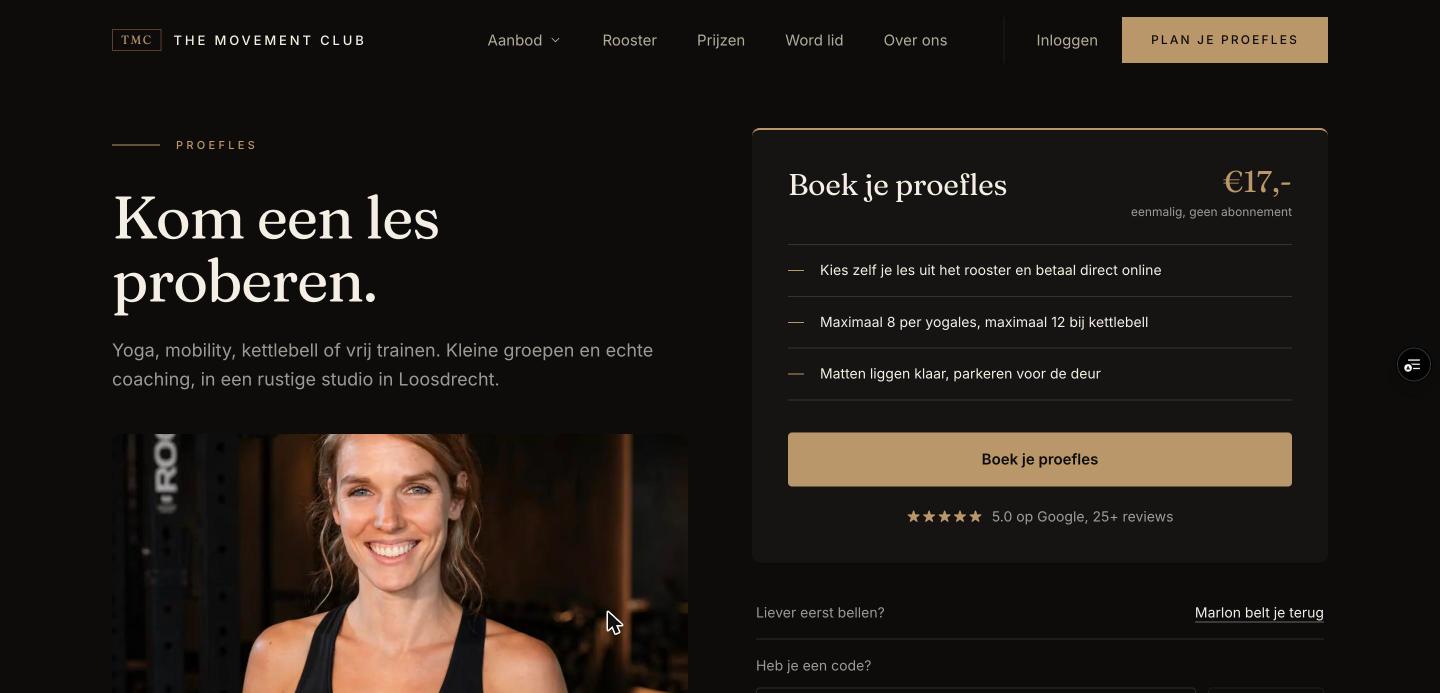 TMC THE MOVEMENT CLUB
Aanbod Rooster Prijzen Word lid Over ons Inloggen PLAN JE PROEFLES
PROEFLES
Kom een les
proberen.
Yoga, mobility, kettlebell of vrij trainen. Kleine groepen en echte
coaching, in een rustige studio in Loosdrecht.
ROG
Boek je proefles
€17,-
eenmalig, geen abonnement
Kies zelf je les uit het rooster en betaal direct online
Maximaal 8 per yogales, maximaal 12 bij kettlebell
Matten liggen klaar, parkeren voor de deur
Boek je proefles
5.0 op Google, 25+ reviews
Liever eerst bellen? Marlon belt je terug
Heb je een code?